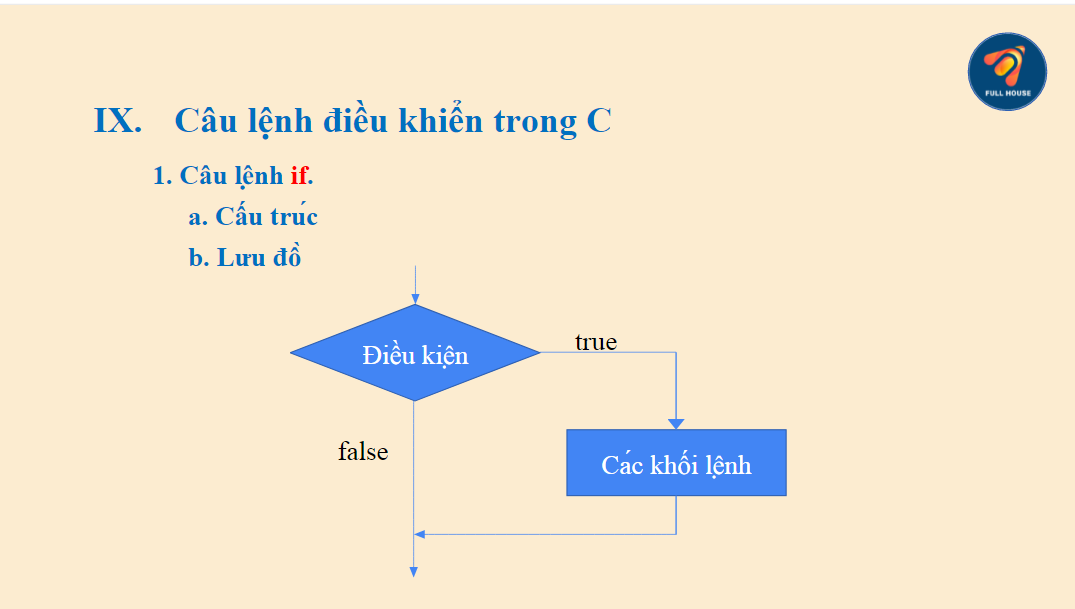 FULL HOUSE
IX. Câu lệnh điều khiển trong C
1. Câu lệnh if.
a. Cấu trúc
b. Lưu đồ
Điều kiện
true
false
Các khối lệnh